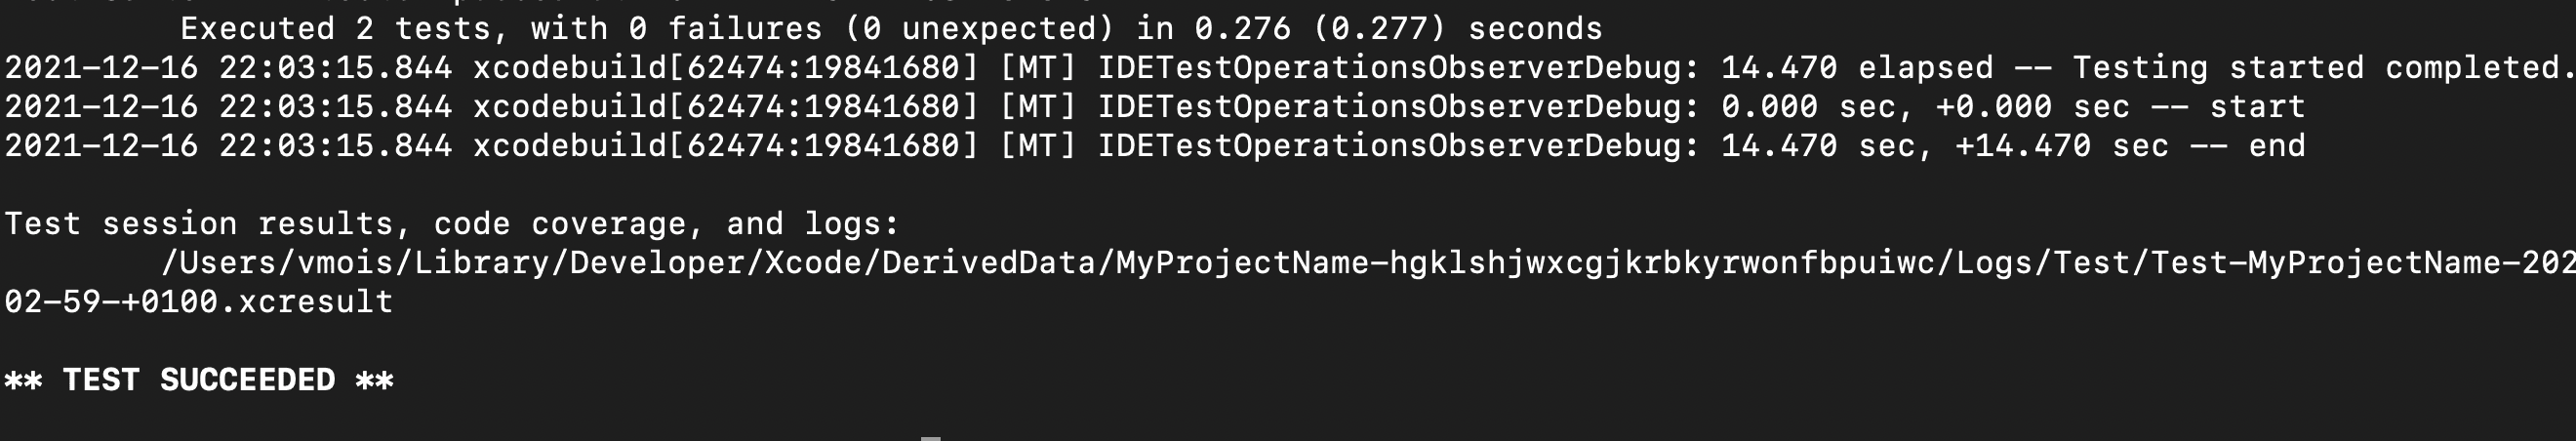 Executed 2 tests, with 0 failures (0 unexpected) in 0.276 (0.277) seconds
2021-12-16 22:03:15.844 xcodebuild[62474:19841680] [MT] IDETestOperationsObserverDebug: 14.470 elapsed -- Testing started completed.
2021-12-16 22:03:15.844 xcodebuild[62474:19841680] [MT] IDETestOperationsObserverDebug: 0.000 sec, +0.000 sec -- start
2021-12-16 22:03:15.844 xcodebuild[62474:19841680] [MT] IDETestOperationsObserverDebug: 14.470 sec, +14.470 sec -- end
Test session results, code coverage, and logs:
/Users/vmois/Library/Developer/Xcode/DerivedData/MyProjectName-hgklshjwxcgjkrbkyrwonfbpuiwc/Logs/Test/Test-MyProjectName-202
02-59-+0100.xcresult
** TEST SUCCEEDED **